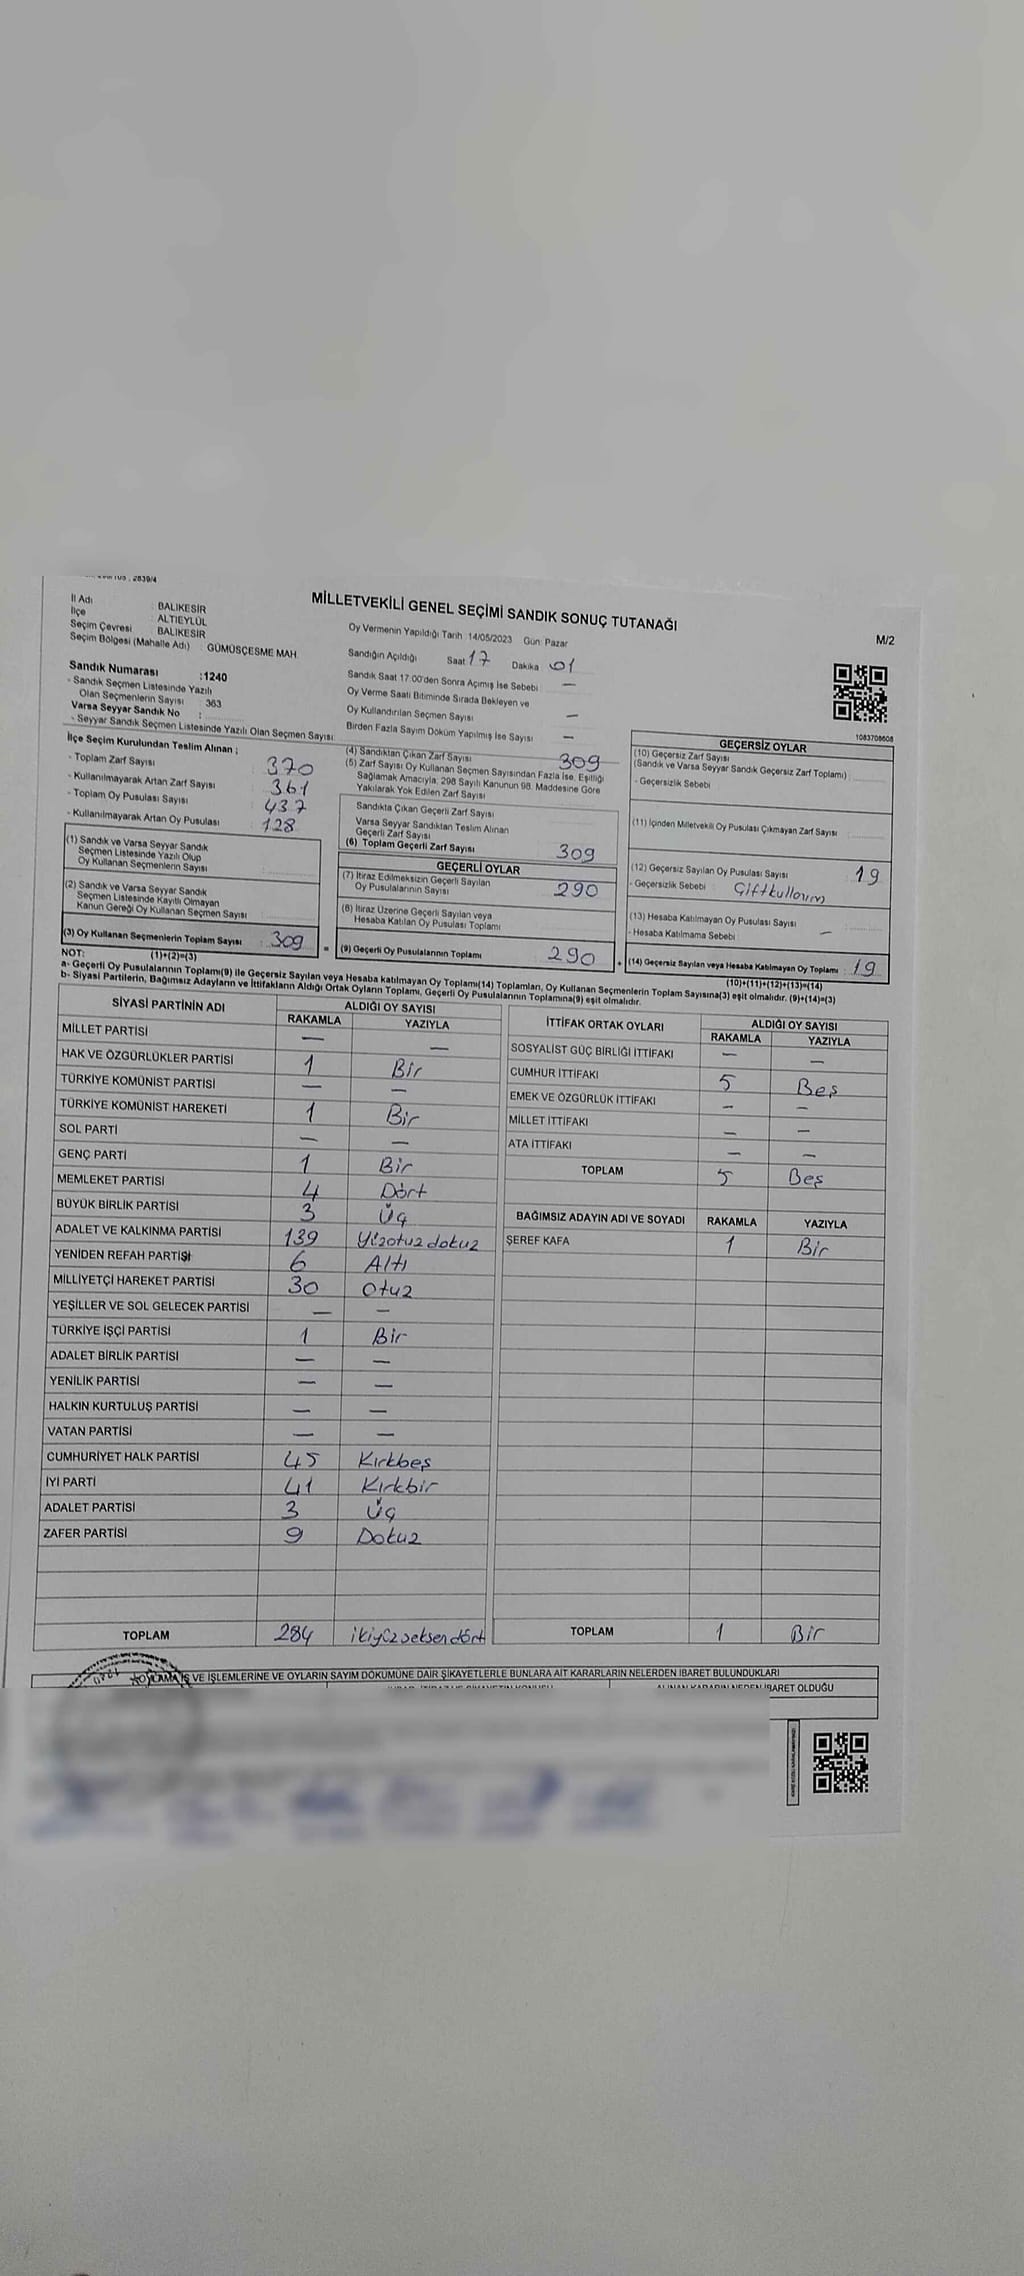 2839/4
MİLLETVEKİLİ GENEL SEÇİMİ SANDIK SONUÇ TUTANAĞI
M/2
İl Adı : BALIKESİR
İlçe : ALTIEYLÜL
Seçim Çevresi : BALIKESİR
Seçim Bölgesi (Mahalle Adı) : GÜMÜŞÇEŞME MAH.
Oy Vermenin Yapıldığı Tarih :14/05/2023 Gün: Pazar
Sandığın Açıldığı Saat 17 Dakika 01
Sandık Saat 17:00'den Sonra Açımış İse Sebebi : —
Oy Verme Saati Bitiminde Sırada Bekleyen ve
Oy Kullandırılan Seçmen Sayısı —
Birden Fazla Sayım Döküm Yapılmış İse Sayısı —
Sandık Numarası :1240
- Sandık Seçmen Listesinde Yazılı
Olan Seçmenlerin Sayısı : 363
Varsa Seyyar Sandık No :
- Seyyar Sandık Seçmen Listesinde Yazılı Olan Seçmen Sayısı:
1083708608
İlçe Seçim Kurulundan Teslim Alınan :
- Toplam Zarf Sayısı 370
- Kullanılmayarak Artan Zarf Sayısı 361
- Toplam Oy Pusulası Sayısı 437
- Kullanılmayarak Artan Oy Pusulası : 128
(1) Sandık ve Varsa Seyyar Sandık
Seçmen Listesinde Yazılı Olup
Oy Kullanan Seçmenlerin Sayısı
(2) Sandık ve Varsa Seyyar Sandık
Seçmen Listesinde Kayıtlı Olmayan
Kanun Gereği Oy Kullanan Seçmen Sayısı
(3) Oy Kullanan Seçmenlerin Toplam Sayısı : 309 =
(1)+(2)=(3)
(4) Sandıktan Çıkan Zarf Sayısı 309
(5) Zarf Sayısı Oy Kullanan Seçmen Sayısından Fazla İse, Eşitliği
Sağlamak Amacıyla, 298 Sayılı Kanunun 98. Maddesine Göre
Yakılarak Yok Edilen Zarf Sayısı
Sandıkta Çıkan Geçerli Zarf Sayısı
Varsa Seyyar Sandıktan Teslim Alınan
Geçerli Zarf Sayısı
(6) Toplam Geçerli Zarf Sayısı 309
GEÇERLİ OYLAR
(7) İtiraz Edilmeksizin Geçerli Sayılan
Oy Pusulalarının Sayısı 290
(8) İtiraz Üzerine Geçerli Sayılan veya
Hesaba Katılan Oy Pusulası Toplamı
(9) Geçerli Oy Pusulalarının Toplamı 290 +
GEÇERSİZ OYLAR
(10) Geçersiz Zarf Sayısı
(Sandık ve Varsa Seyyar Sandık Geçersiz Zarf Toplamı)
- Geçersizlik Sebebi :
(11) İçinden Milletvekili Oy Pusulası Çıkmayan Zarf Sayısı
(12) Geçersiz Sayılan Oy Pusulası Sayısı 19
- Geçersizlik Sebebi : Çiftkullanım
(13) Hesaba Katılmayan Oy Pusulası Sayısı
- Hesaba Katılmama Sebebi : —
(14) Geçersiz Sayılan veya Hesaba Katılmayan Oy Toplamı : 19
(10)+(11)+(12)+(13)=(14)
NOT:
a- Geçerli Oy Pusulalarının Toplamı(9) ile Geçersiz Sayılan veya Hesaba katılmayan Oy Toplamı(14) Toplamları, Oy Kullanan Seçmenlerin Toplam Sayısına(3) eşit olmalıdır. (9)+(14)=(3)
b- Siyasi Partilerin, Bağımsız Adayların ve İttifakların Aldığı Ortak Oyların Toplamı, Geçerli Oy Pusulalarının Toplamına(9) eşit olmalıdır.
SİYASİ PARTİNİN ADI ALDIĞI OY SAYISI
RAKAMLA YAZIYLA
MİLLET PARTİSİ — —
HAK VE ÖZGÜRLÜKLER PARTİSİ 1 Bir
TÜRKİYE KOMÜNİST PARTİSİ — —
TÜRKİYE KOMÜNİST HAREKETİ 1 Bir
SOL PARTİ — —
GENÇ PARTİ 1 Bir
MEMLEKET PARTİSİ 4 Dört
BÜYÜK BİRLİK PARTİSİ 3 Üç
ADALET VE KALKINMA PARTİSİ 139 Yüzotuzdokuz
YENİDEN REFAH PARTİSİ 6 Altı
MİLLİYETÇİ HAREKET PARTİSİ 30 Otuz
YEŞİLLER VE SOL GELECEK PARTİSİ — —
TÜRKİYE İŞÇİ PARTİSİ 1 Bir
ADALET BİRLİK PARTİSİ — —
YENİLİK PARTİSİ — —
HALKIN KURTULUŞ PARTİSİ — —
VATAN PARTİSİ — —
CUMHURİYET HALK PARTİSİ 45 Kırkbeş
İYİ PARTİ 41 Kırkbir
ADALET PARTİSİ 3 Üç
ZAFER PARTİSİ 9 Dokuz
TOPLAM 284 ikiyüzseksendört
İTTİFAK ORTAK OYLARI ALDIĞI OY SAYISI
RAKAMLA YAZIYLA
SOSYALİST GÜÇ BİRLİĞİ İTTİFAKI — —
CUMHUR İTTİFAKI 5 Beş
EMEK VE ÖZGÜRLÜK İTTİFAKI — —
MİLLET İTTİFAKI — —
ATA İTTİFAKI — —
TOPLAM 5 Beş
BAĞIMSIZ ADAYIN ADI VE SOYADI RAKAMLA YAZIYLA
ŞEREF KAFA 1 Bir
TOPLAM 1 Bir
VE İŞLEMLERİNE VE OYLARIN SAYIM DÖKÜMÜNE DAİR ŞİKAYETLERLE BUNLARA AİT KARARLARIN NELERDEN İBARET BULUNDUKLARI
ALINAN KARARIN NEDEN İBARET OLDUĞU